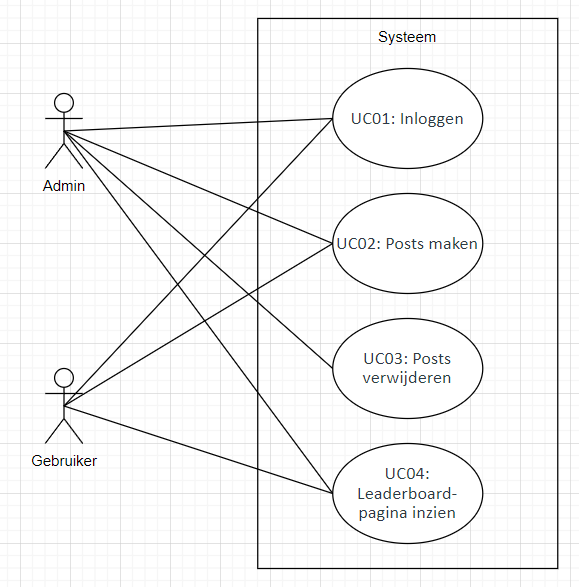 Systeem
UC01: Inloggen
Admin
UC02: Posts maken
UC03: Posts
verwijderen
Gebruiker
UC04:
Leaderboard-
pagina inzien